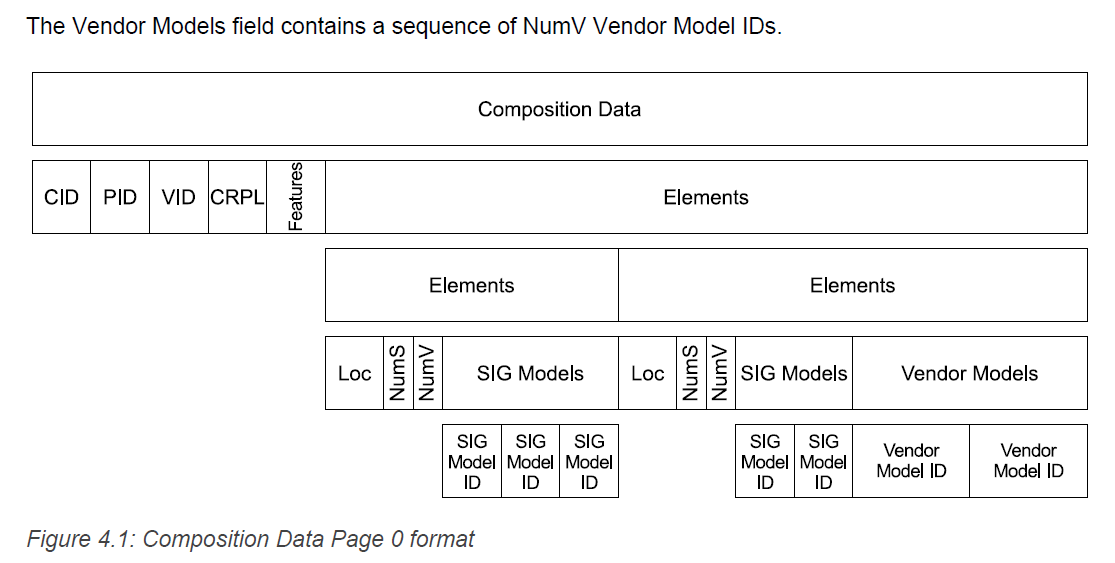 The Vendor Models field contains a sequence of NumV Vendor Model IDs.
Composition Data
CID PID VID CRPL Features Elements
Elements Elements
Loc NumS NumV SIG Models Loc NumS NumV SIG Models Vendor Models
SIG Model ID SIG Model ID SIG Model ID SIG Model ID SIG Model ID Vendor Model ID Vendor Model ID
Figure 4.1: Composition Data Page 0 format